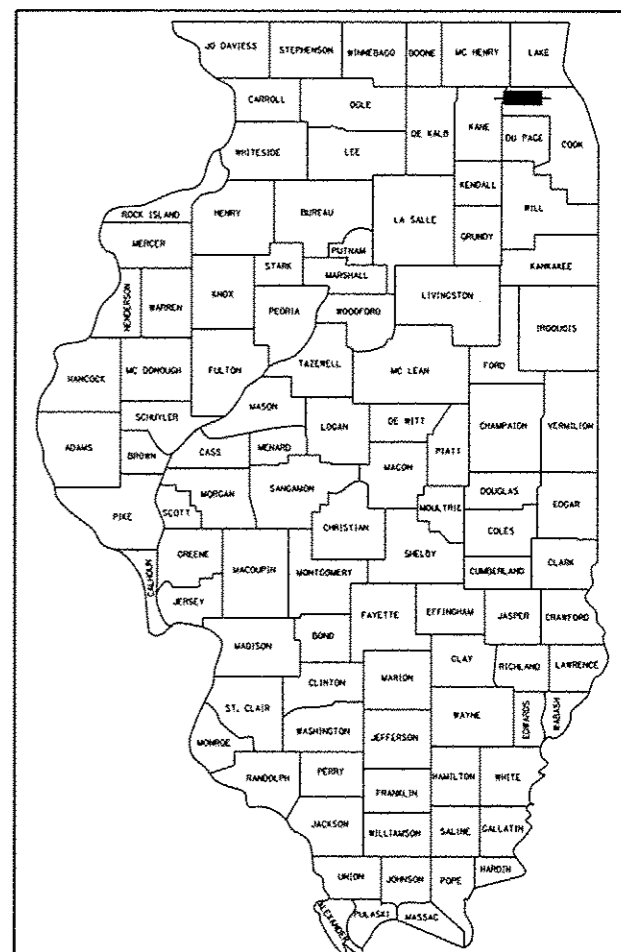 JO DAVIESS STEPHENSON WINNEBAGO BOONE MC HENRY LAKE
CARROLL OGLE DE KALB KANE DU PAGE COOK
WHITESIDE LEE
KENDALL
ROCK ISLAND HENRY BUREAU LA SALLE GRUNDY WILL
MERCER PUTNAM
STARK MARSHALL KANKAKEE
HENDERSON WARREN KNOX PEORIA WOODFORD LIVINGSTON IROQUOIS
HANCOCK MC DONOUGH FULTON TAZEWELL MC LEAN FORD
MASON
SCHUYLER LOGAN DE WITT CHAMPAIGN VERMILION
ADAMS BROWN CASS MENARD PIATT
MACON
MORGAN SANGAMON DOUGLAS EDGAR
PIKE SCOTT CHRISTIAN MOULTRIE
COLES
GREENE SHELBY
CALHOUN MACOUPIN MONTGOMERY CUMBERLAND CLARK
JERSEY FAYETTE EFFINGHAM JASPER CRAWFORD
MADISON BOND
CLAY RICHLAND LAWRENCE
CLINTON MARION
ST. CLAIR WAYNE EDWARDS WABASH
WASHINGTON JEFFERSON
MONROE
RANDOLPH PERRY HAMILTON WHITE
FRANKLIN
JACKSON WILLIAMSON SALINE GALLATIN
UNION JOHNSON POPE HARDIN
ALEXANDER PULASKI MASSAC